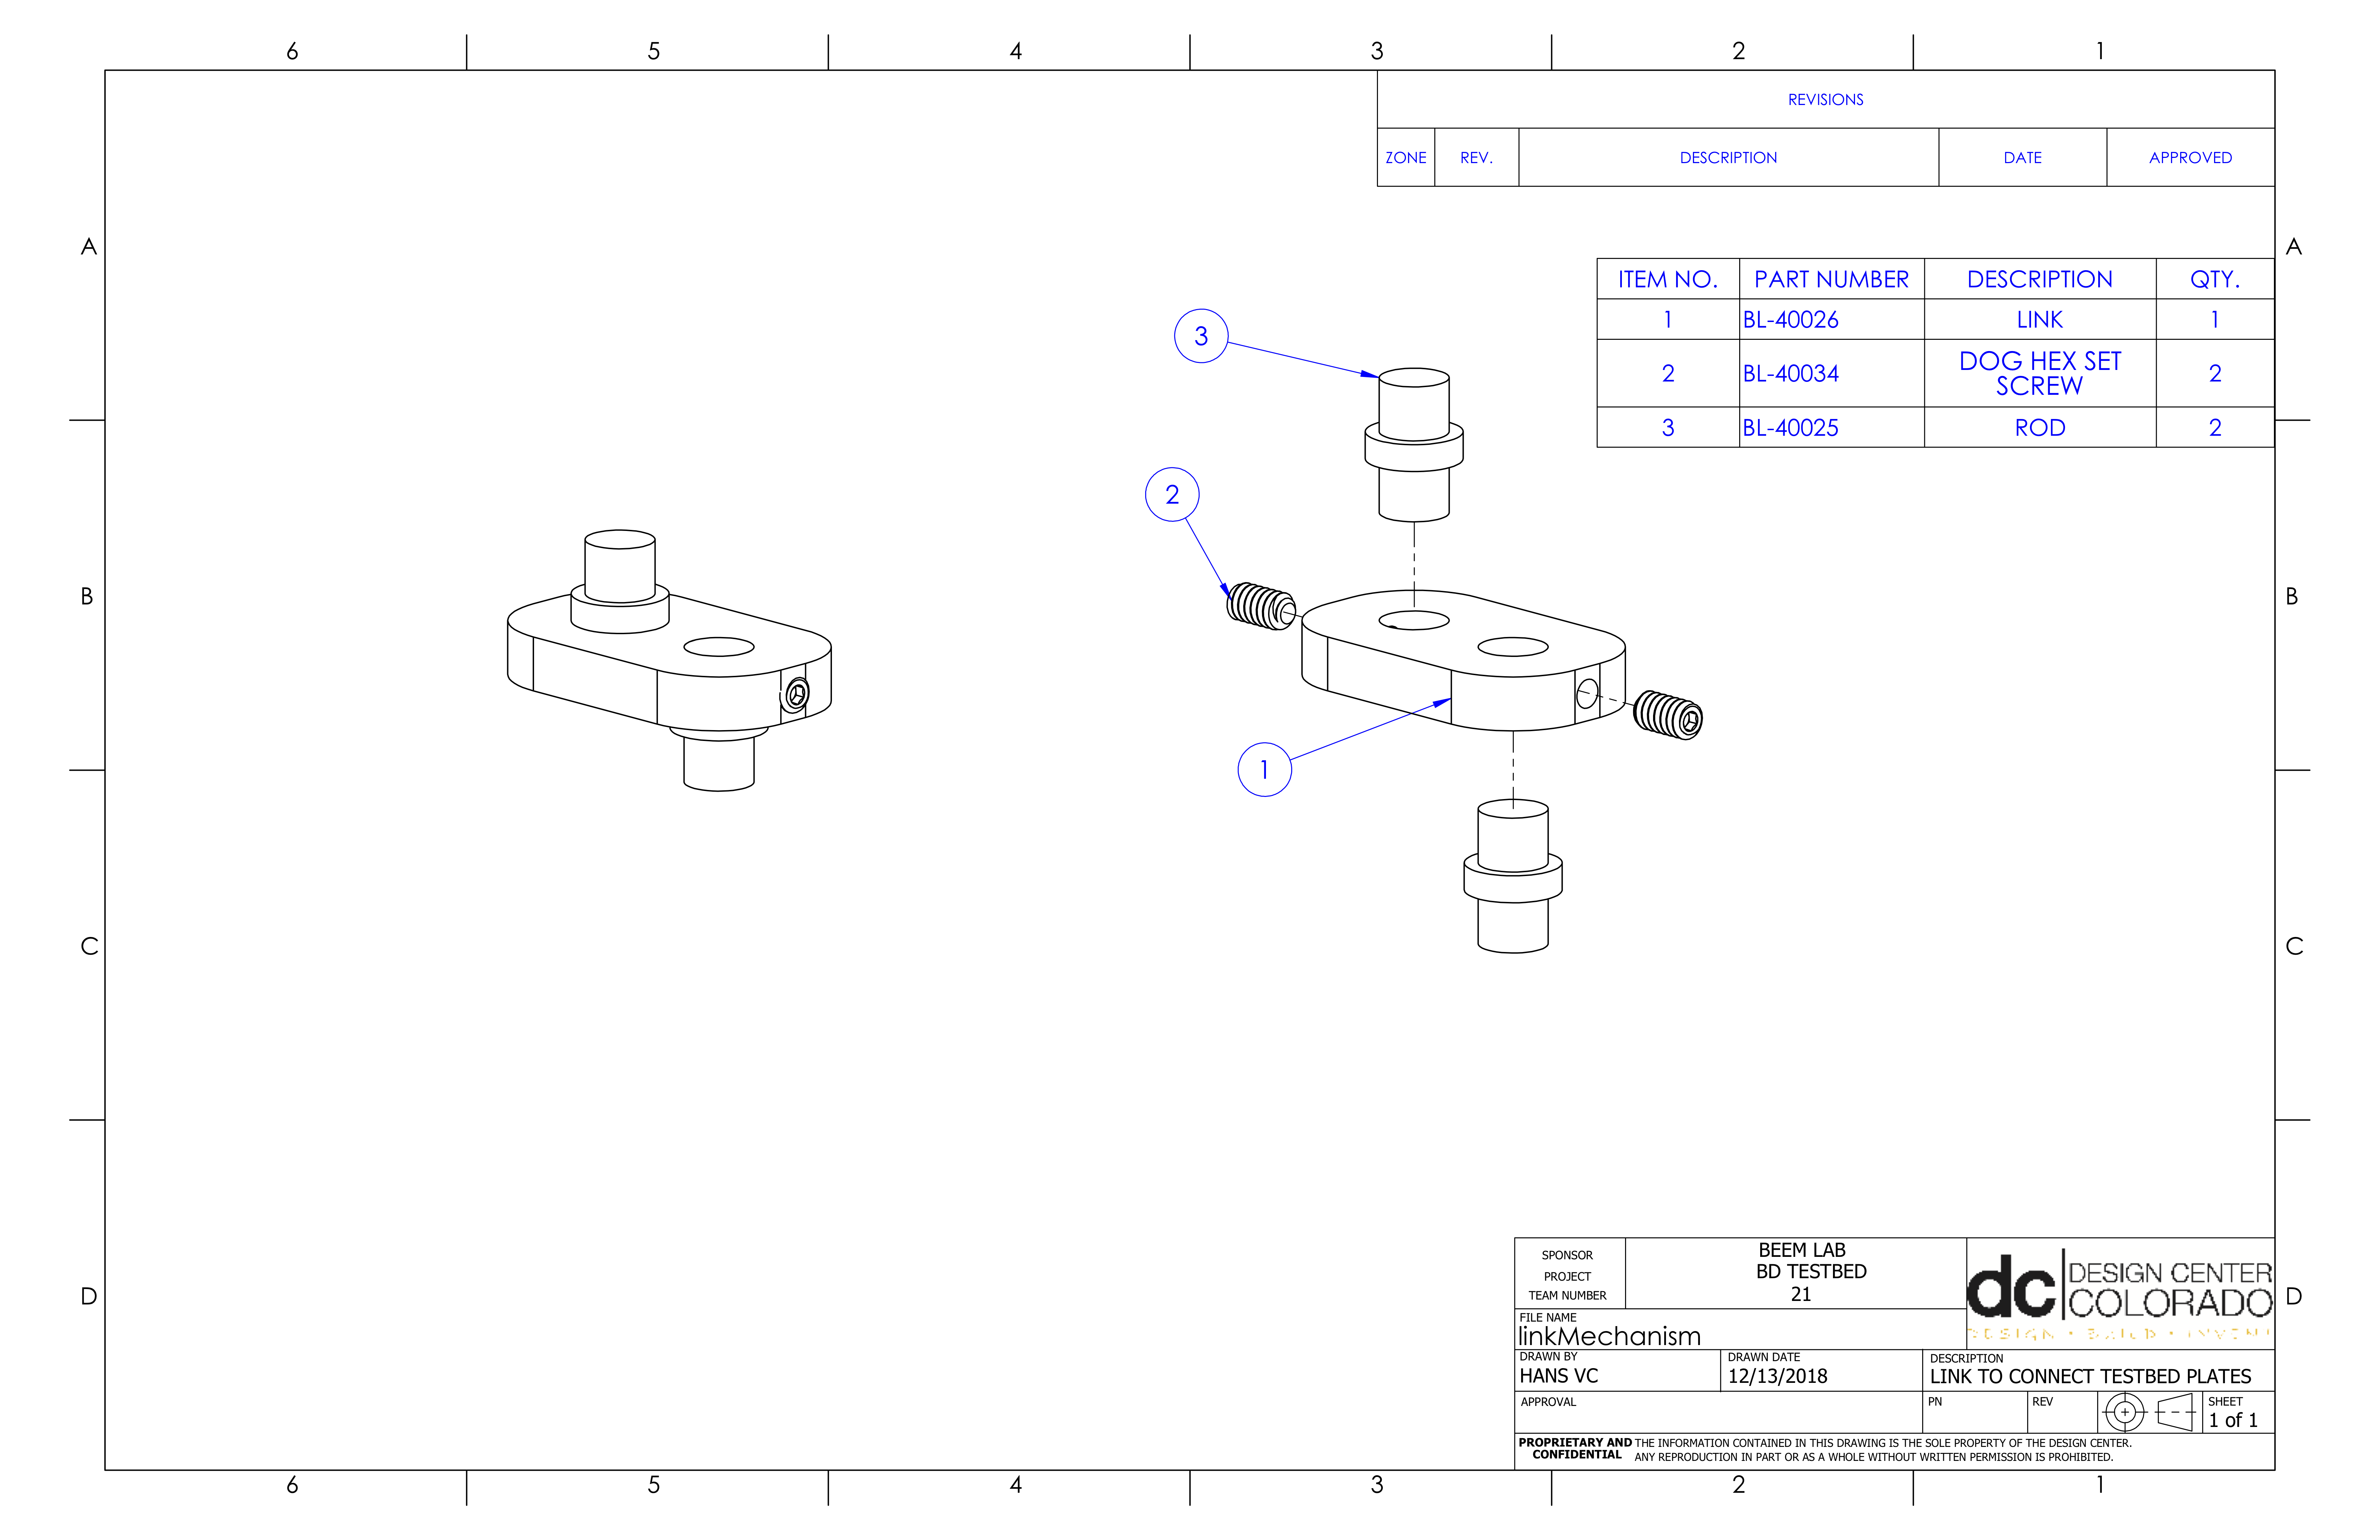 6 5 4 3 2 1
REVISIONS
ZONE REV. DESCRIPTION DATE APPROVED
A A
ITEM NO. PART NUMBER DESCRIPTION QTY.
1 BL-40026 LINK 1
2 BL-40034 DOG HEX SET
SCREW 2
3 BL-40025 ROD 2
3
2
B B
1
C C
SPONSOR BEEM LAB
PROJECT BD TESTBED
TEAM NUMBER 21
dc DESIGN CENTER
COLORADO
DESIGN • BUILD • INVENT
D D
FILE NAME
linkMechanism
DRAWN BY
HANS VC
DRAWN DATE
12/13/2018
DESCRIPTION
LINK TO CONNECT TESTBED PLATES
APPROVAL
PN
REV
SHEET
1 of 1
PROPRIETARY AND
CONFIDENTIAL
THE INFORMATION CONTAINED IN THIS DRAWING IS THE SOLE PROPERTY OF THE DESIGN CENTER.
ANY REPRODUCTION IN PART OR AS A WHOLE WITHOUT WRITTEN PERMISSION IS PROHIBITED.
6 5 4 3 2 1